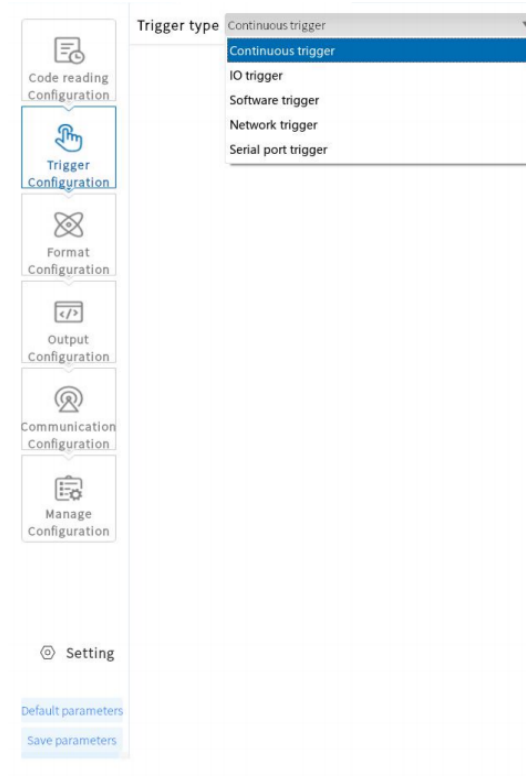 Trigger type Continuous trigger
Continuous trigger
IO trigger
Software trigger
Network trigger
Serial port trigger
Code reading
Configuration
Trigger
Configuration
Format
Configuration
</>
Output
Configuration
Communication
Configuration
Manage
Configuration
Setting
Default parameters
Save parameters